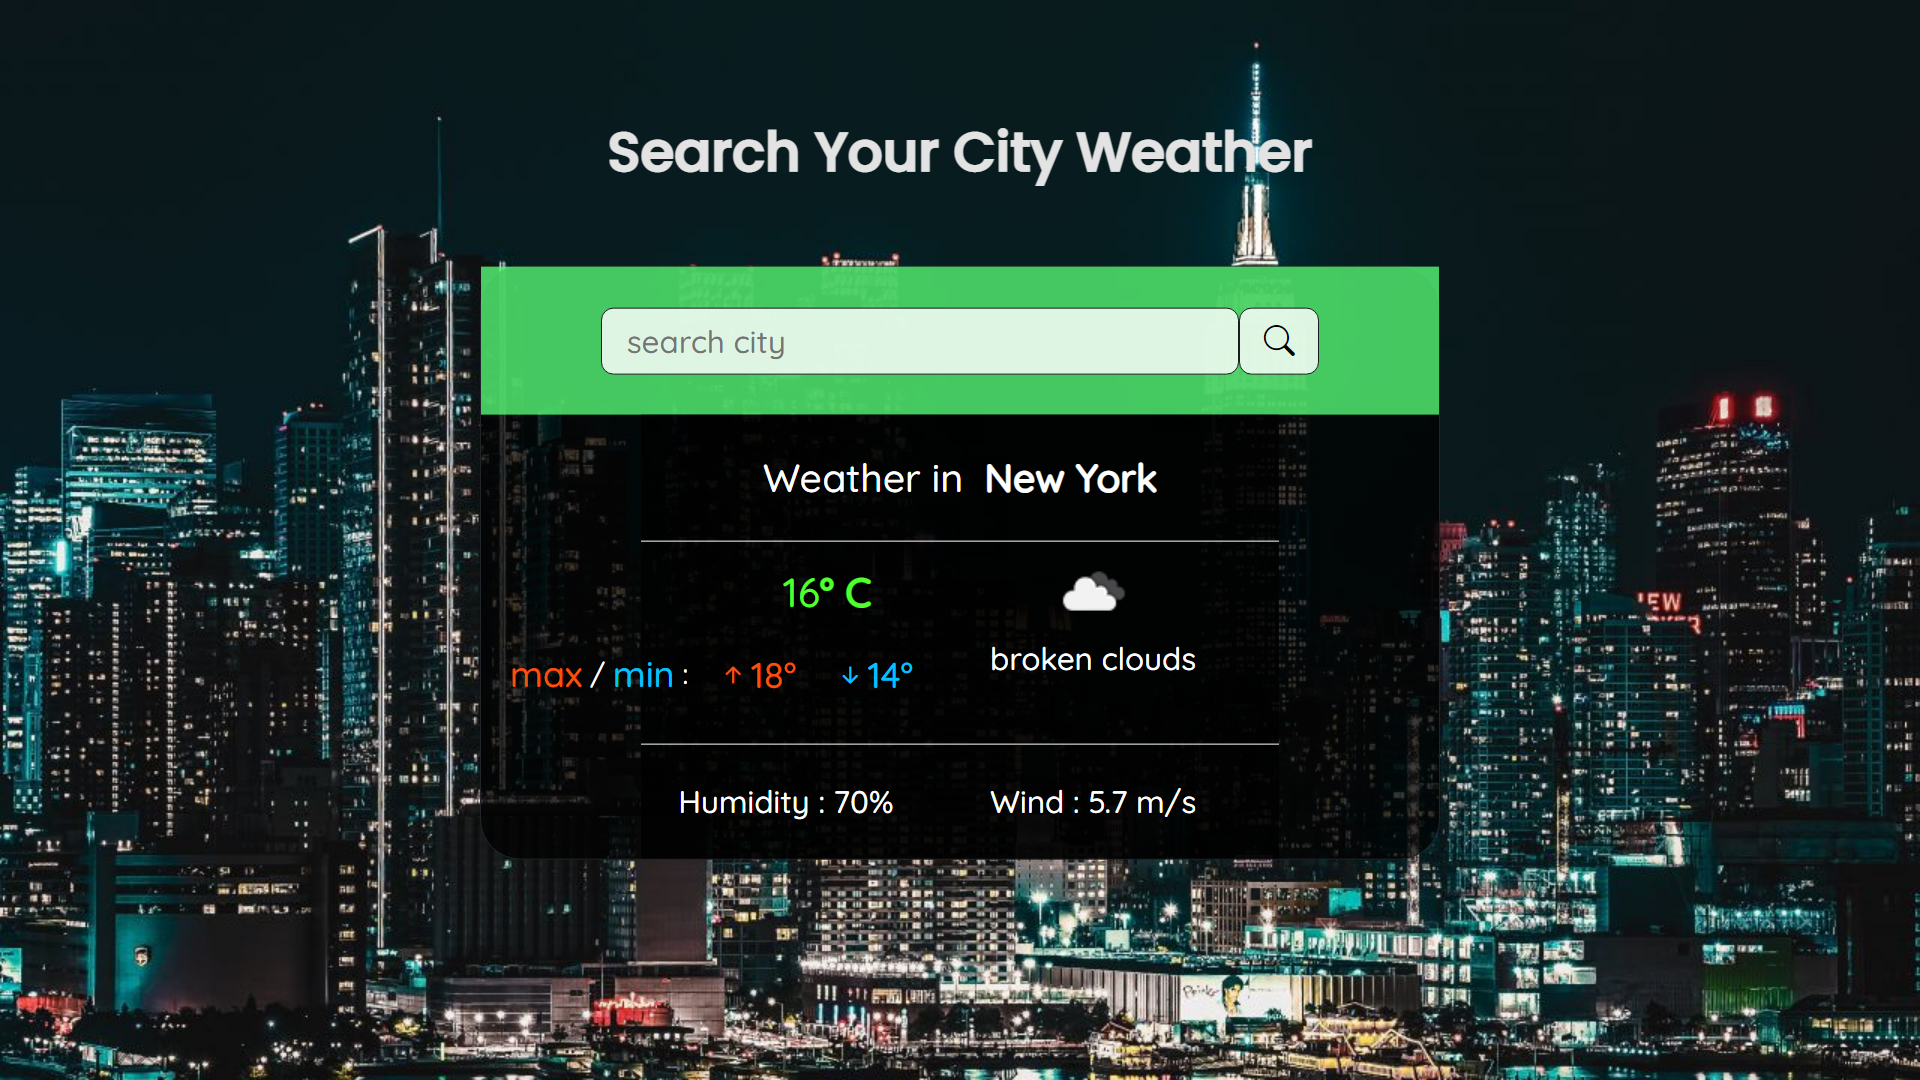 Search Your City Weather
search city
Weather in New York
16° C
max / min : ↑ 18° ↓ 14°
broken clouds
Humidity : 70%
Wind : 5.7 m/s